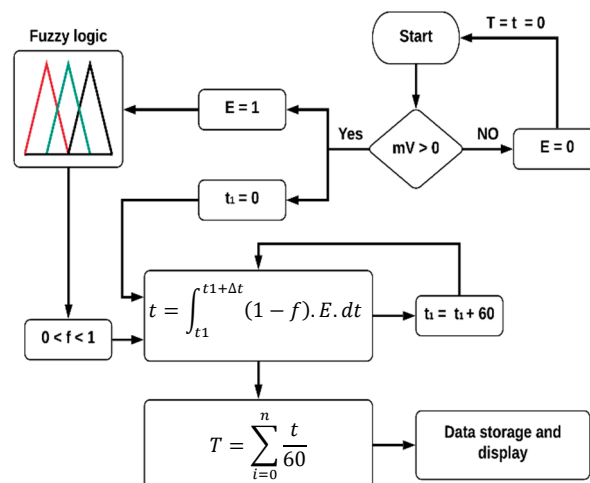 Fuzzy logic
Start
T = t = 0
E = 1
Yes
mV > 0
NO
E = 0
t₁ = 0
t = ∫_{t1}^{t1+Δt} (1 − f). E. dt
t₁ = t₁ + 60
0 < f < 1
T = ∑_{i=0}^{n} t/60
Data storage and
display